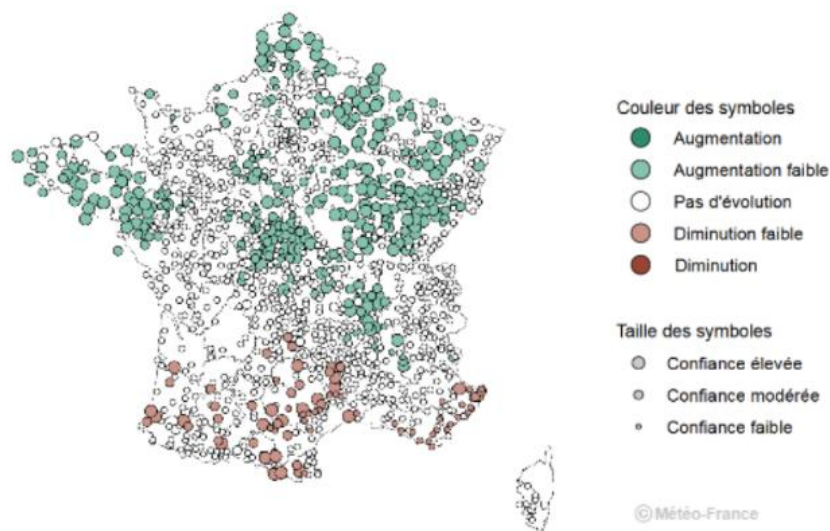 Couleur des symboles
Augmentation
Augmentation faible
Pas d'évolution
Diminution faible
Diminution
Taille des symboles
Confiance élevée
Confiance modérée
Confiance faible
©Météo-France